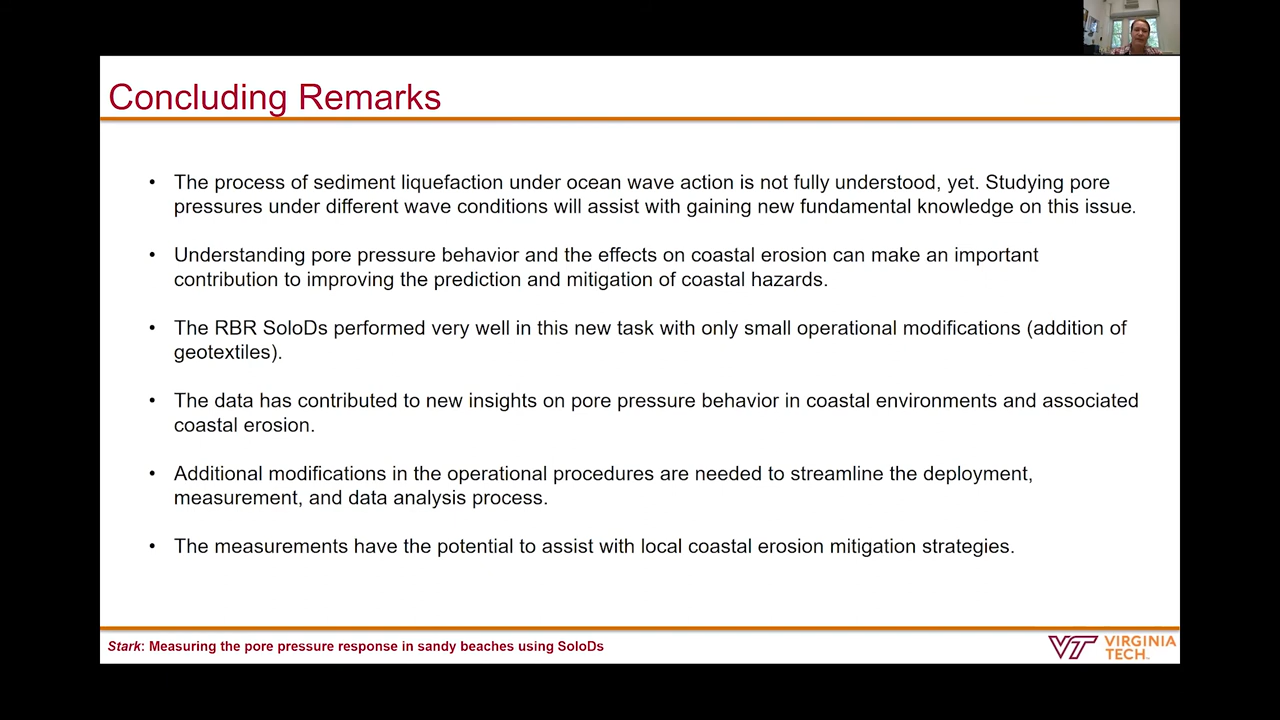 Concluding Remarks
• The process of sediment liquefaction under ocean wave action is not fully understood, yet. Studying pore
pressures under different wave conditions will assist with gaining new fundamental knowledge on this issue.
• Understanding pore pressure behavior and the effects on coastal erosion can make an important
contribution to improving the prediction and mitigation of coastal hazards.
• The RBR SoloDs performed very well in this new task with only small operational modifications (addition of
geotextiles).
• The data has contributed to new insights on pore pressure behavior in coastal environments and associated
coastal erosion.
• Additional modifications in the operational procedures are needed to streamline the deployment,
measurement, and data analysis process.
• The measurements have the potential to assist with local coastal erosion mitigation strategies.
Stark: Measuring the pore pressure response in sandy beaches using SoloDs
VT VIRGINIA
TECH